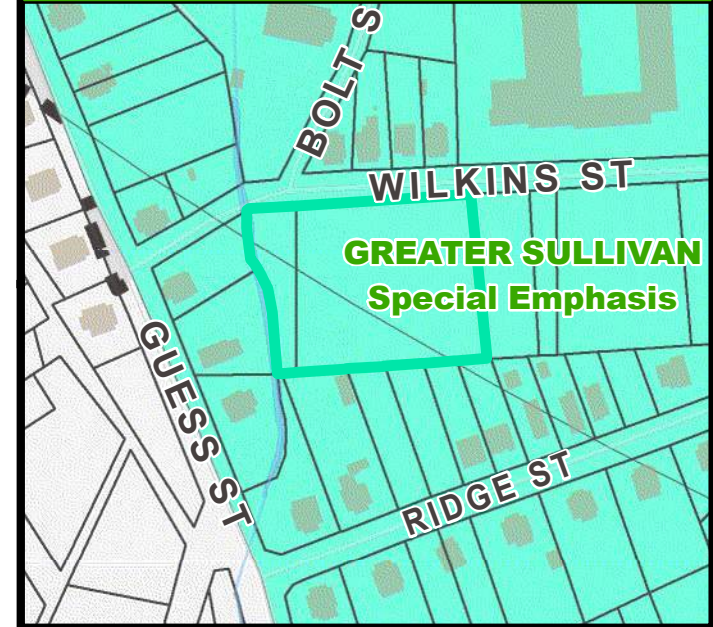 BOLT S
WILKINS ST
GREATER SULLIVAN
Special Emphasis
GUESS ST
RIDGE ST